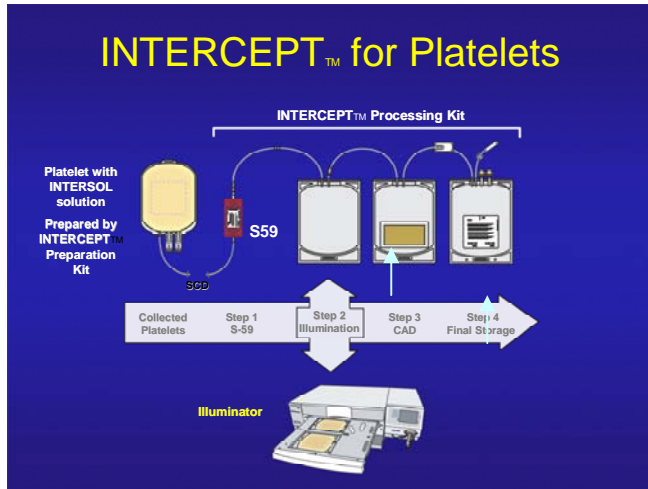 INTERCEPT™ for Platelets
INTERCEPT™ Processing Kit
Platelet with
INTERSOL
solution
Prepared by
INTERCEPT™
Preparation
Kit
S59
SCD
Collected
Platelets
Step 1
S-59
Step 2
Illumination
Step 3
CAD
Step 4
Final Storage
Illuminator